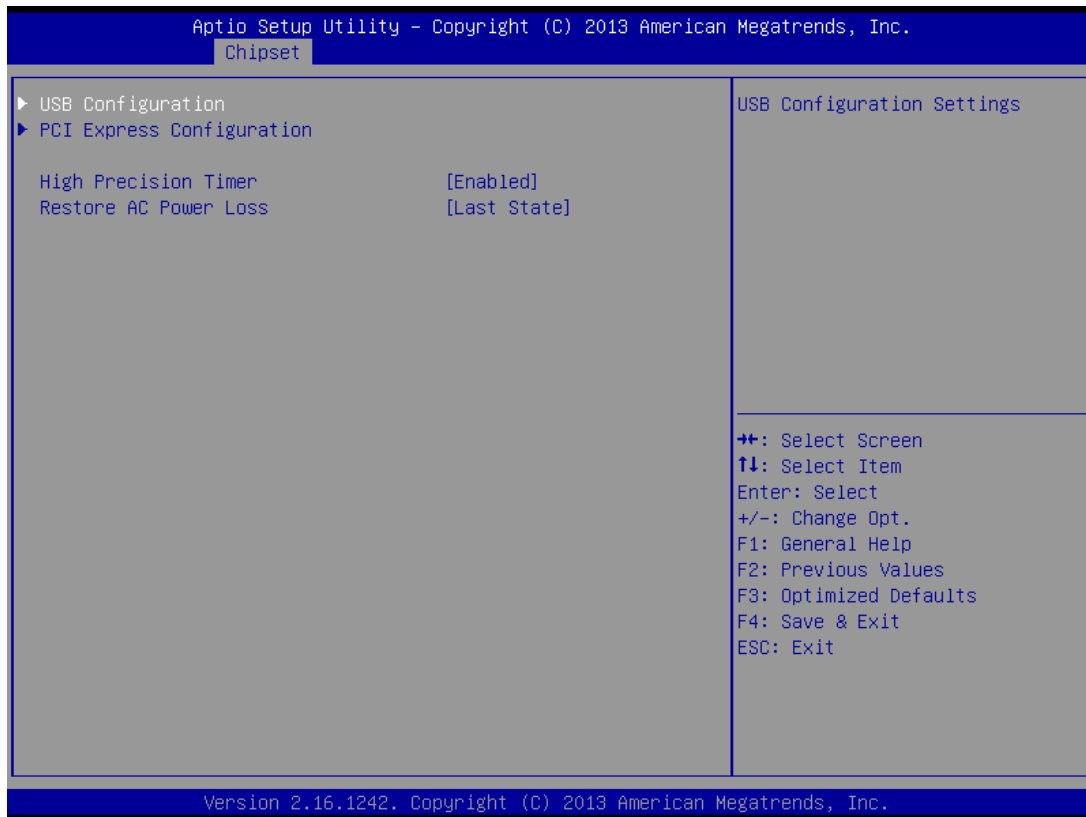 Aptio Setup Utility – Copyright (C) 2013 American Megatrends, Inc.
Chipset
▶ USB Configuration
▶ PCI Express Configuration
High Precision Timer [Enabled]
Restore AC Power Loss [Last State]
USB Configuration Settings
→←: Select Screen
↑↓: Select Item
Enter: Select
+/-: Change Opt.
F1: General Help
F2: Previous Values
F3: Optimized Defaults
F4: Save & Exit
ESC: Exit
Version 2.16.1242. Copyright (C) 2013 American Megatrends, Inc.